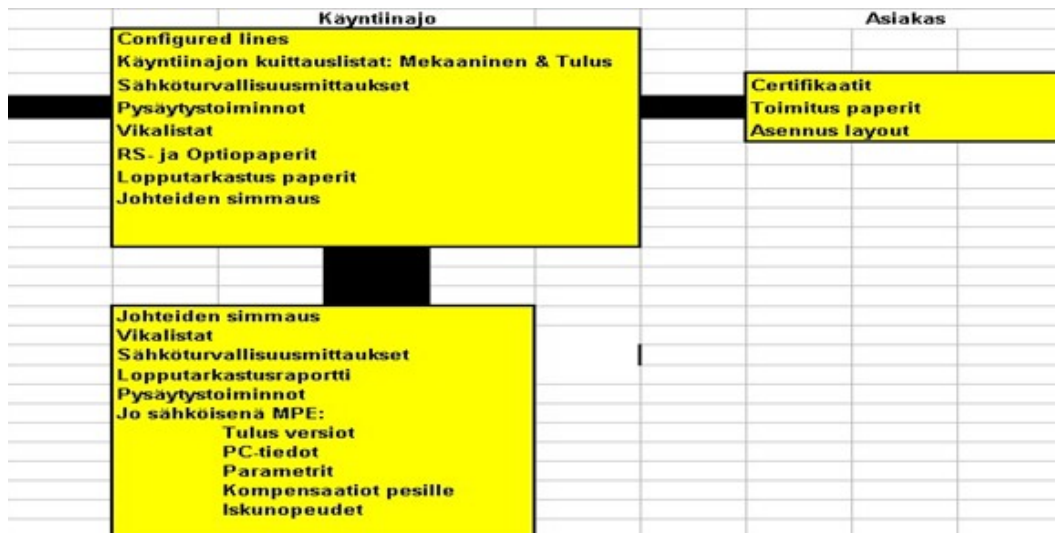 Käyntiinajo
Asiakas
Configured lines
Käyntiinajon kuittauslistat: Mekaaninen & Tulus
Sähköturvallisuusmittaukset
Pysäytystoiminnot
Vikalistat
RS- ja Optiopaperit
Lopputarkastus paperit
Johteiden simmaus
Certifikaatit
Toimitus paperit
Asennus layout
Johteiden simmaus
Vikalistat
Sähköturvallisuusmittaukset
Lopputarkastusraportti
Pysäytystoiminnot
Jo sähköisenä MPE:
Tulus versiot
PC-tiedot
Parametrit
Kompensaatiot pesille
Iskunopeudet